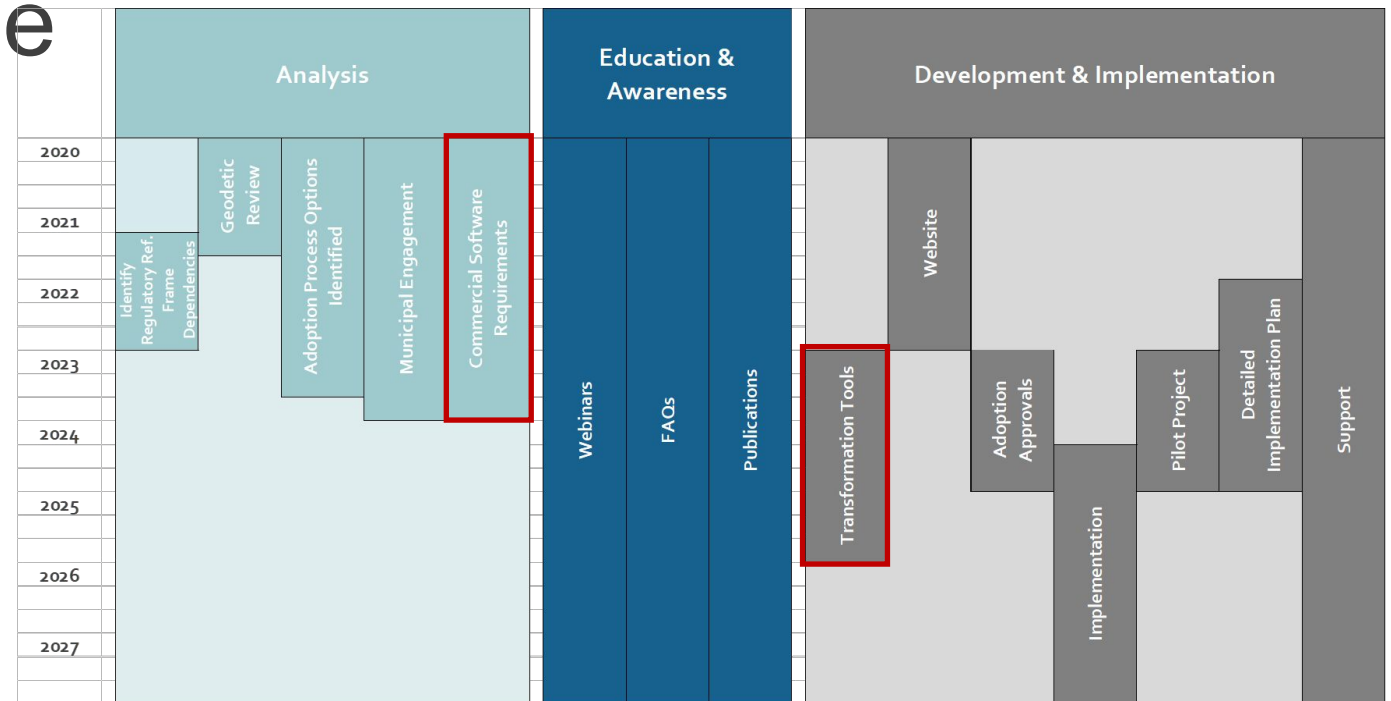 e
Analysis
Education &
Awareness
Development & Implementation
2020
2021
2022
2023
2024
2025
2026
2027
Identify
Regulatory Ref.
Frame
Dependencies
Geodetic
Review
Adoption Process Options
Identified
Municipal Engagement
Commercial Software
Requirements
Webinars
FAQs
Publications
Transformation Tools
Website
Adoption
Approvals
Implementation
Pilot Project
Detailed
Implementation Plan
Support